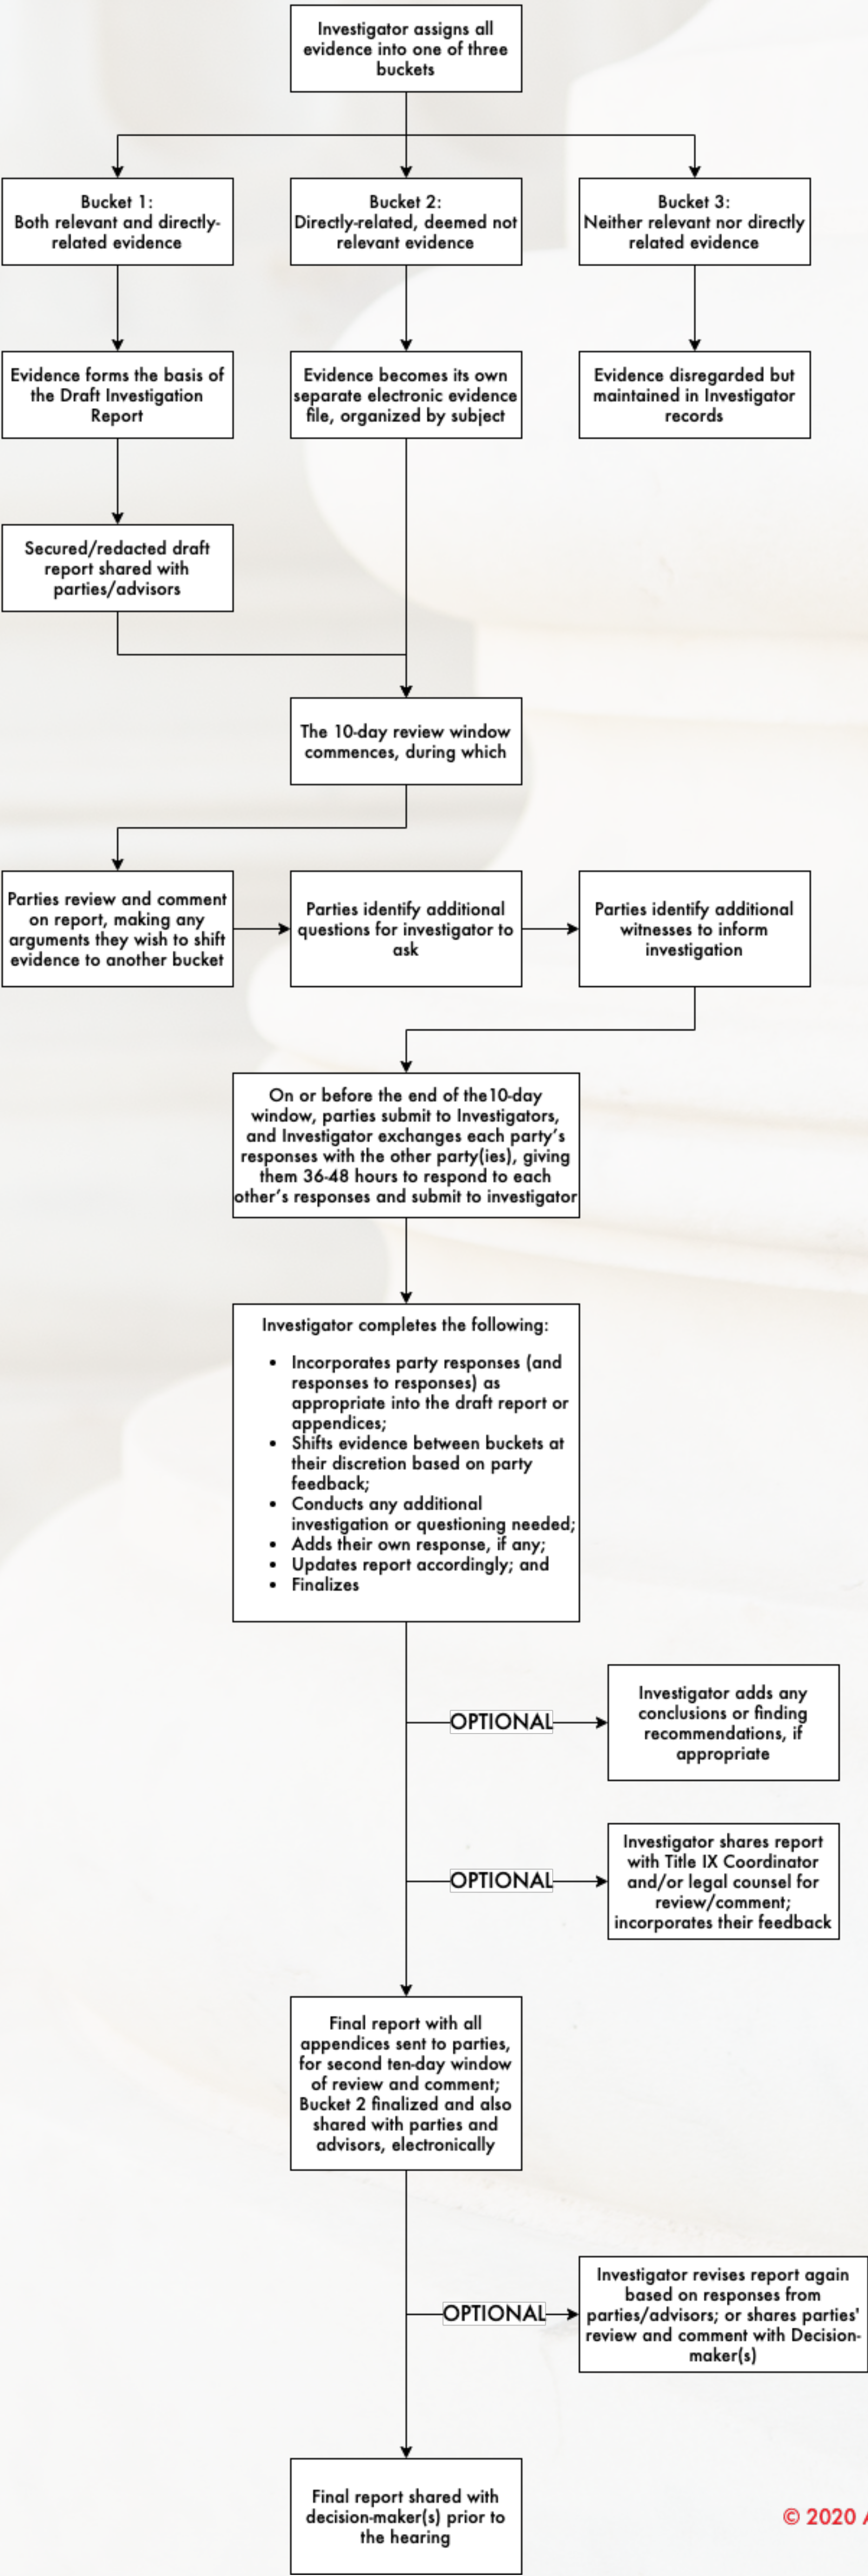 Investigator assigns all
evidence into one of three
buckets
Bucket 1:
Both relevant and directly-
related evidence
Bucket 2:
Directly-related, deemed not
relevant evidence
Bucket 3:
Neither relevant nor directly
related evidence
Evidence forms the basis of
the Draft Investigation
Report
Evidence becomes its own
separate electronic evidence
file, organized by subject
Evidence disregarded but
maintained in Investigator
records
Secured/redacted draft
report shared with
parties/advisors
The 10-day review window
commences, during which
Parties review and comment
on report, making any
arguments they wish to shift
evidence to another bucket
Parties identify additional
questions for investigator to
ask
Parties identify additional
witnesses to inform
investigation
On or before the end of the10-day
window, parties submit to Investigators,
and Investigator exchanges each party’s
responses with the other party(ies), giving
them 36-48 hours to respond to each
other’s responses and submit to investigator
Investigator completes the following:
• Incorporates party responses (and
responses to responses) as
appropriate into the draft report or
appendices;
• Shifts evidence between buckets at
their discretion based on party
feedback;
• Conducts any additional
investigation or questioning needed;
• Adds their own response, if any;
• Updates report accordingly; and
• Finalizes
OPTIONAL
Investigator adds any
conclusions or finding
recommendations, if
appropriate
OPTIONAL
Investigator shares report
with Title IX Coordinator
and/or legal counsel for
review/comment;
incorporates their feedback
Final report with all
appendices sent to parties,
for second ten-day window
of review and comment;
Bucket 2 finalized and also
shared with parties and
advisors, electronically
OPTIONAL
Investigator revises report again
based on responses from
parties/advisors; or shares parties'
review and comment with Decision-
maker(s)
Final report shared with
decision-maker(s) prior to
the hearing
© 2020